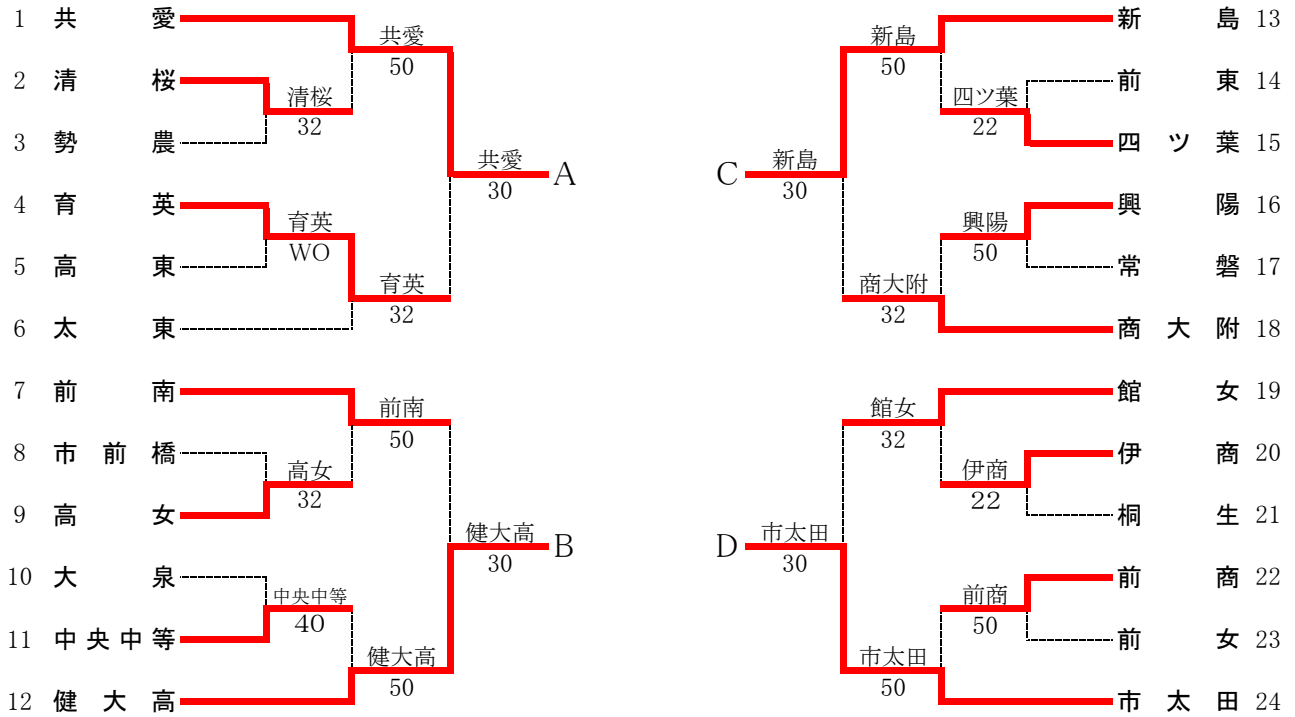 1 共愛
2 清桜
3 勢農
4 育英
5 高東
6 太東
7 前南
8 市前橋
9 高女
10 大泉
11 中央中等
12 健大高
清桜
32
育英
WO
高女
32
中央中等
40
共愛
50
育英
32
前南
50
健大高
50
共愛
30
A
健大高
30
B
C
新島
30
D
市太田
30
新島
50
商大附
32
館女
32
市太田
50
四ツ葉
22
興陽
50
伊商
22
前商
50
新島 13
前東 14
四ツ葉 15
興陽 16
常磐 17
商大附 18
館女 19
伊商 20
桐生 21
前商 22
前女 23
市太田 24